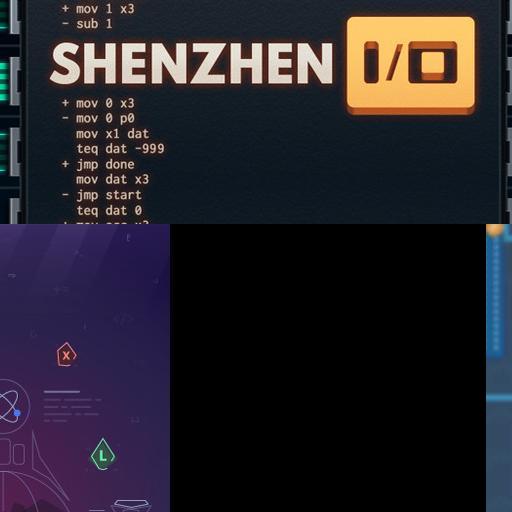 + mov 1 x3
- sub 1
SHENZHEN I/O
+ mov 0 x3
- mov 0 p0
mov x1 dat
teq dat -999
+ jmp done
mov dat x3
- jmp start
teq dat 0
X
L